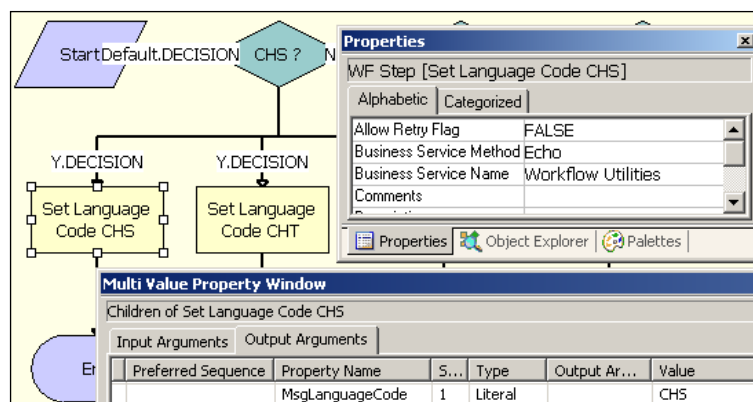 StartDefault.DECISION
CHS ?
N
Properties
WF Step [Set Language Code CHS]
Alphabetic
Categorized
Allow Retry Flag FALSE
Business Service Method Echo
Business Service Name Workflow Utilities
Comments
Y.DECISION
Y.DECISION
Set Language
Code CHS
Set Language
Code CHT
Properties
Object Explorer
Palettes
Multi Value Property Window
Children of Set Language Code CHS
Input Arguments
Output Arguments
Preferred Sequence Property Name S... Type Output Ar... Value
MsgLanguageCode 1 Literal CHS